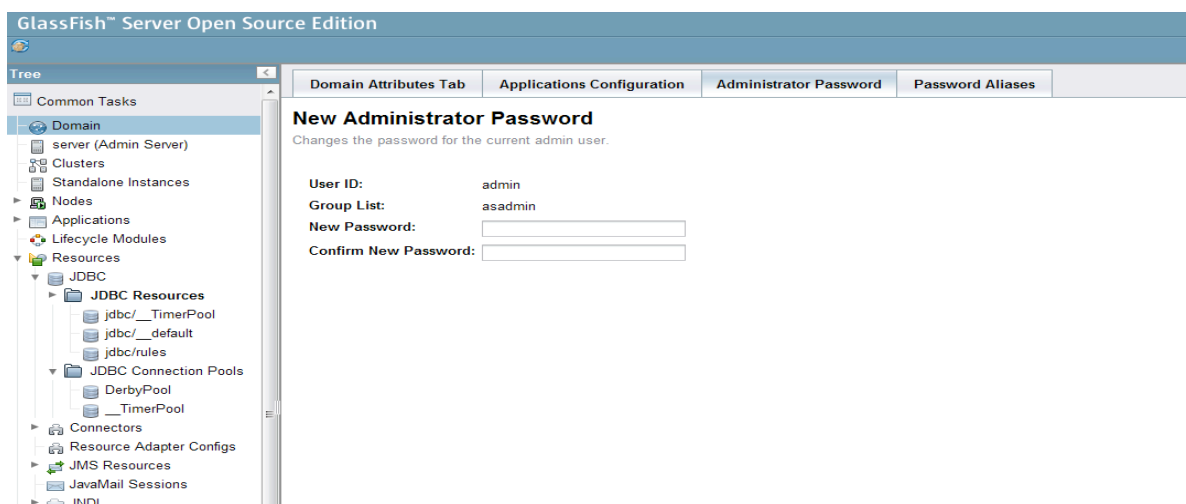 GlassFish™ Server Open Source Edition
Tree
Common Tasks
Domain
server (Admin Server)
Clusters
Standalone Instances
Nodes
Applications
Lifecycle Modules
Resources
JDBC
JDBC Resources
jdbc/__TimerPool
jdbc/__default
jdbc/rules
JDBC Connection Pools
DerbyPool
__TimerPool
Connectors
Resource Adapter Configs
JMS Resources
JavaMail Sessions
JNDI
Domain Attributes Tab
Applications Configuration
Administrator Password
Password Aliases
New Administrator Password
Changes the password for the current admin user.
User ID: admin
Group List: asadmin
New Password:
Confirm New Password: